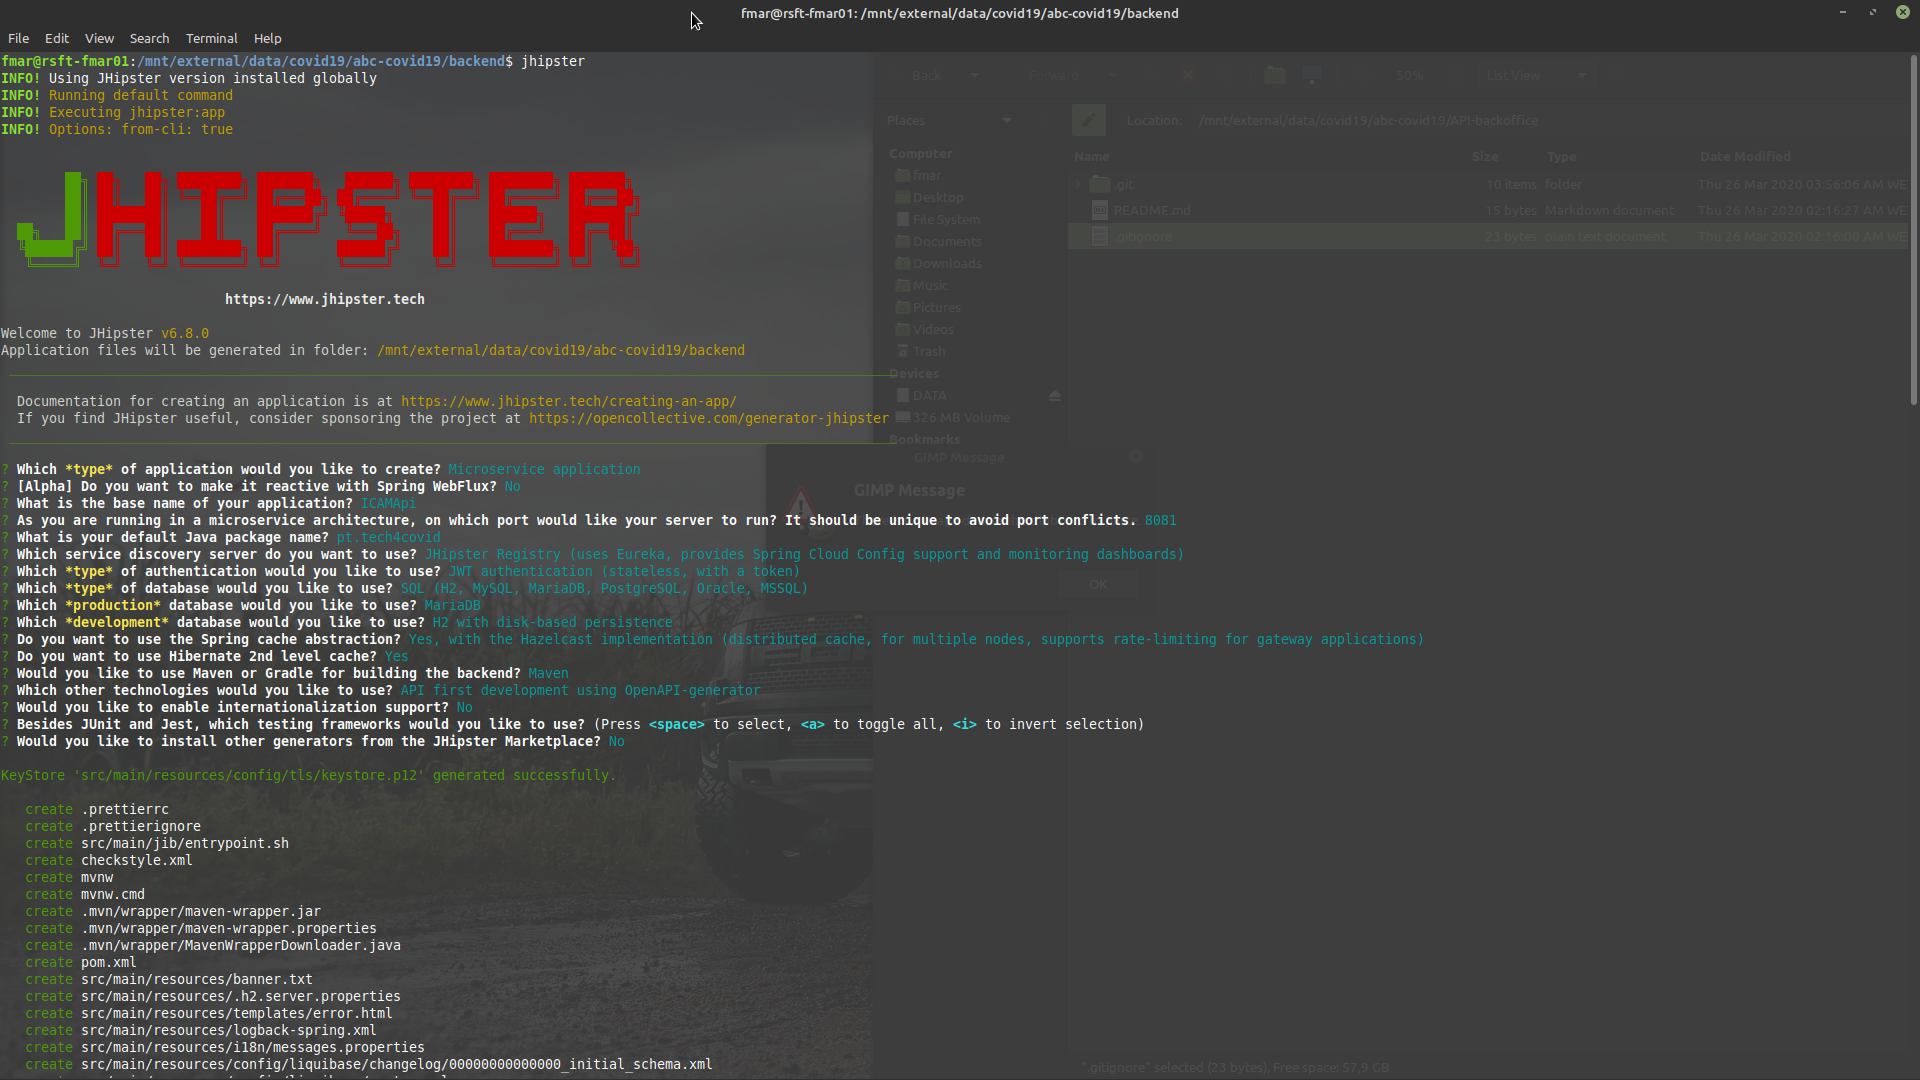 fmar@rsft-fmar01: /mnt/external/data/covid19/abc-covid19/backend
File Edit View Search Terminal Help
fmar@rsft-fmar01:/mnt/external/data/covid19/abc-covid19/backend$ jhipster
INFO! Using JHipster version installed globally
INFO! Running default command
INFO! Executing jhipster:app
INFO! Options: from-cli: true
JHIPSTER
https://www.jhipster.tech
Welcome to JHipster v6.8.0
Application files will be generated in folder: /mnt/external/data/covid19/abc-covid19/backend
Documentation for creating an application is at https://www.jhipster.tech/creating-an-app/
If you find JHipster useful, consider sponsoring the project at https://opencollective.com/generator-jhipster
? Which *type* of application would you like to create? Microservice application
? [Alpha] Do you want to make it reactive with Spring WebFlux? No
? What is the base name of your application? ICAMApi
? As you are running in a microservice architecture, on which port would like your server to run? It should be unique to avoid port conflicts. 8081
? What is your default Java package name? pt.tech4covid
? Which service discovery server do you want to use? JHipster Registry (uses Eureka, provides Spring Cloud Config support and monitoring dashboards)
? Which *type* of authentication would you like to use? JWT authentication (stateless, with a token)
? Which *type* of database would you like to use? SQL (H2, MySQL, MariaDB, PostgreSQL, Oracle, MSSQL)
? Which *production* database would you like to use? MariaDB
? Which *development* database would you like to use? H2 with disk-based persistence
? Do you want to use the Spring cache abstraction? Yes, with the Hazelcast implementation (distributed cache, for multiple nodes, supports rate-limiting for gateway applications)
? Do you want to use Hibernate 2nd level cache? Yes
? Would you like to use Maven or Gradle for building the backend? Maven
? Which other technologies would you like to use? API first development using OpenAPI-generator
? Would you like to enable internationalization support? No
? Besides JUnit and Jest, which testing frameworks would you like to use? (Press <space> to select, <a> to toggle all, <i> to invert selection)
? Would you like to install other generators from the JHipster Marketplace? No
KeyStore 'src/main/resources/config/tls/keystore.p12' generated successfully.
create .prettierrc
create .prettierignore
create src/main/jib/entrypoint.sh
create checkstyle.xml
create mvnw
create mvnw.cmd
create .mvn/wrapper/maven-wrapper.jar
create .mvn/wrapper/maven-wrapper.properties
create .mvn/wrapper/MavenWrapperDownloader.java
create pom.xml
create src/main/resources/banner.txt
create src/main/resources/.h2.server.properties
create src/main/resources/templates/error.html
create src/main/resources/logback-spring.xml
create src/main/resources/i18n/messages.properties
create src/main/resources/config/liquibase/changelog/00000000000000_initial_schema.xml
Back Forward 50% List View
Places Location: /mnt/external/data/covid19/abc-covid19/API-backoffice
Name Size Type Date Modified
.git 10 items folder Thu 26 Mar 2020 03:56:06 AM WE
README.md 15 bytes Markdown document Thu 26 Mar 2020 02:16:27 AM WE
.gitignore 23 bytes plain text document Thu 26 Mar 2020 02:16:00 AM WE
Computer
fmar
Desktop
File System
Documents
Downloads
Music
Pictures
Videos
Trash
Devices
DATA
326 MB Volume
Bookmarks
GIMP Message
GIMP Message
OK
".gitignore" selected (23 bytes), Free space: 57,9 GB